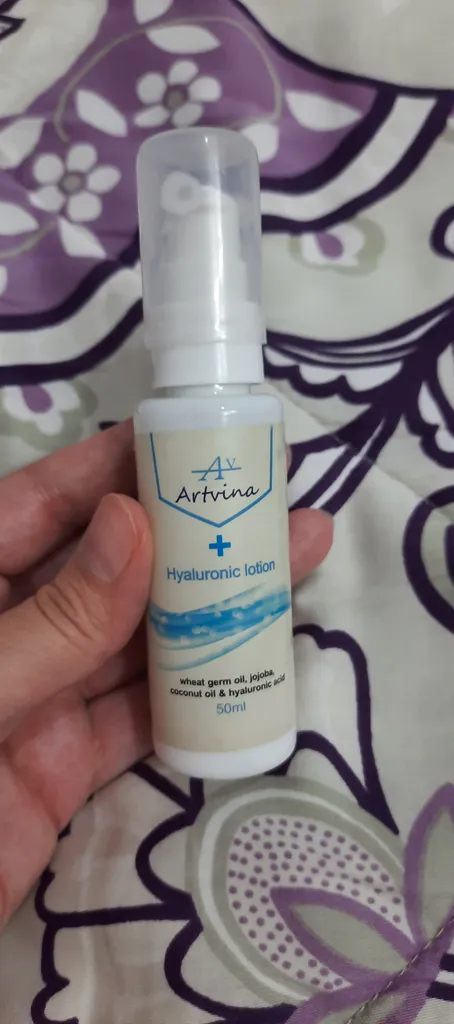 Av
Artvina
+
Hyaluronic lotion
wheat germ oil, jojoba,
coconut oil & hyaluronic acid
50ml